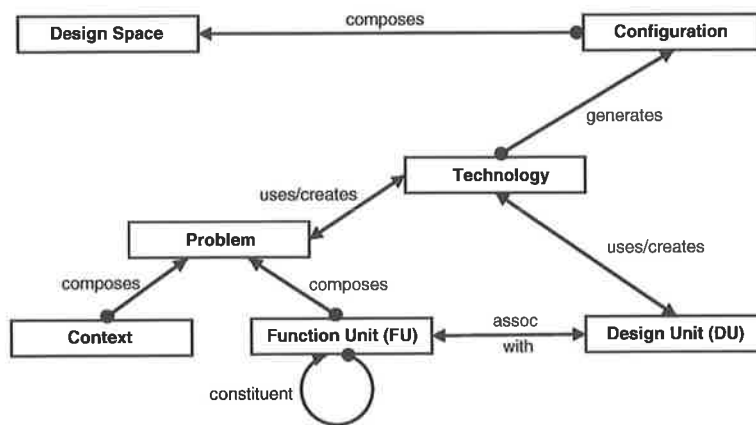 composes
Design Space
Configuration
generates
Technology
uses/creates
Problem
uses/creates
composes
composes
Context
Function Unit (FU)
assoc
with
Design Unit (DU)
constituent